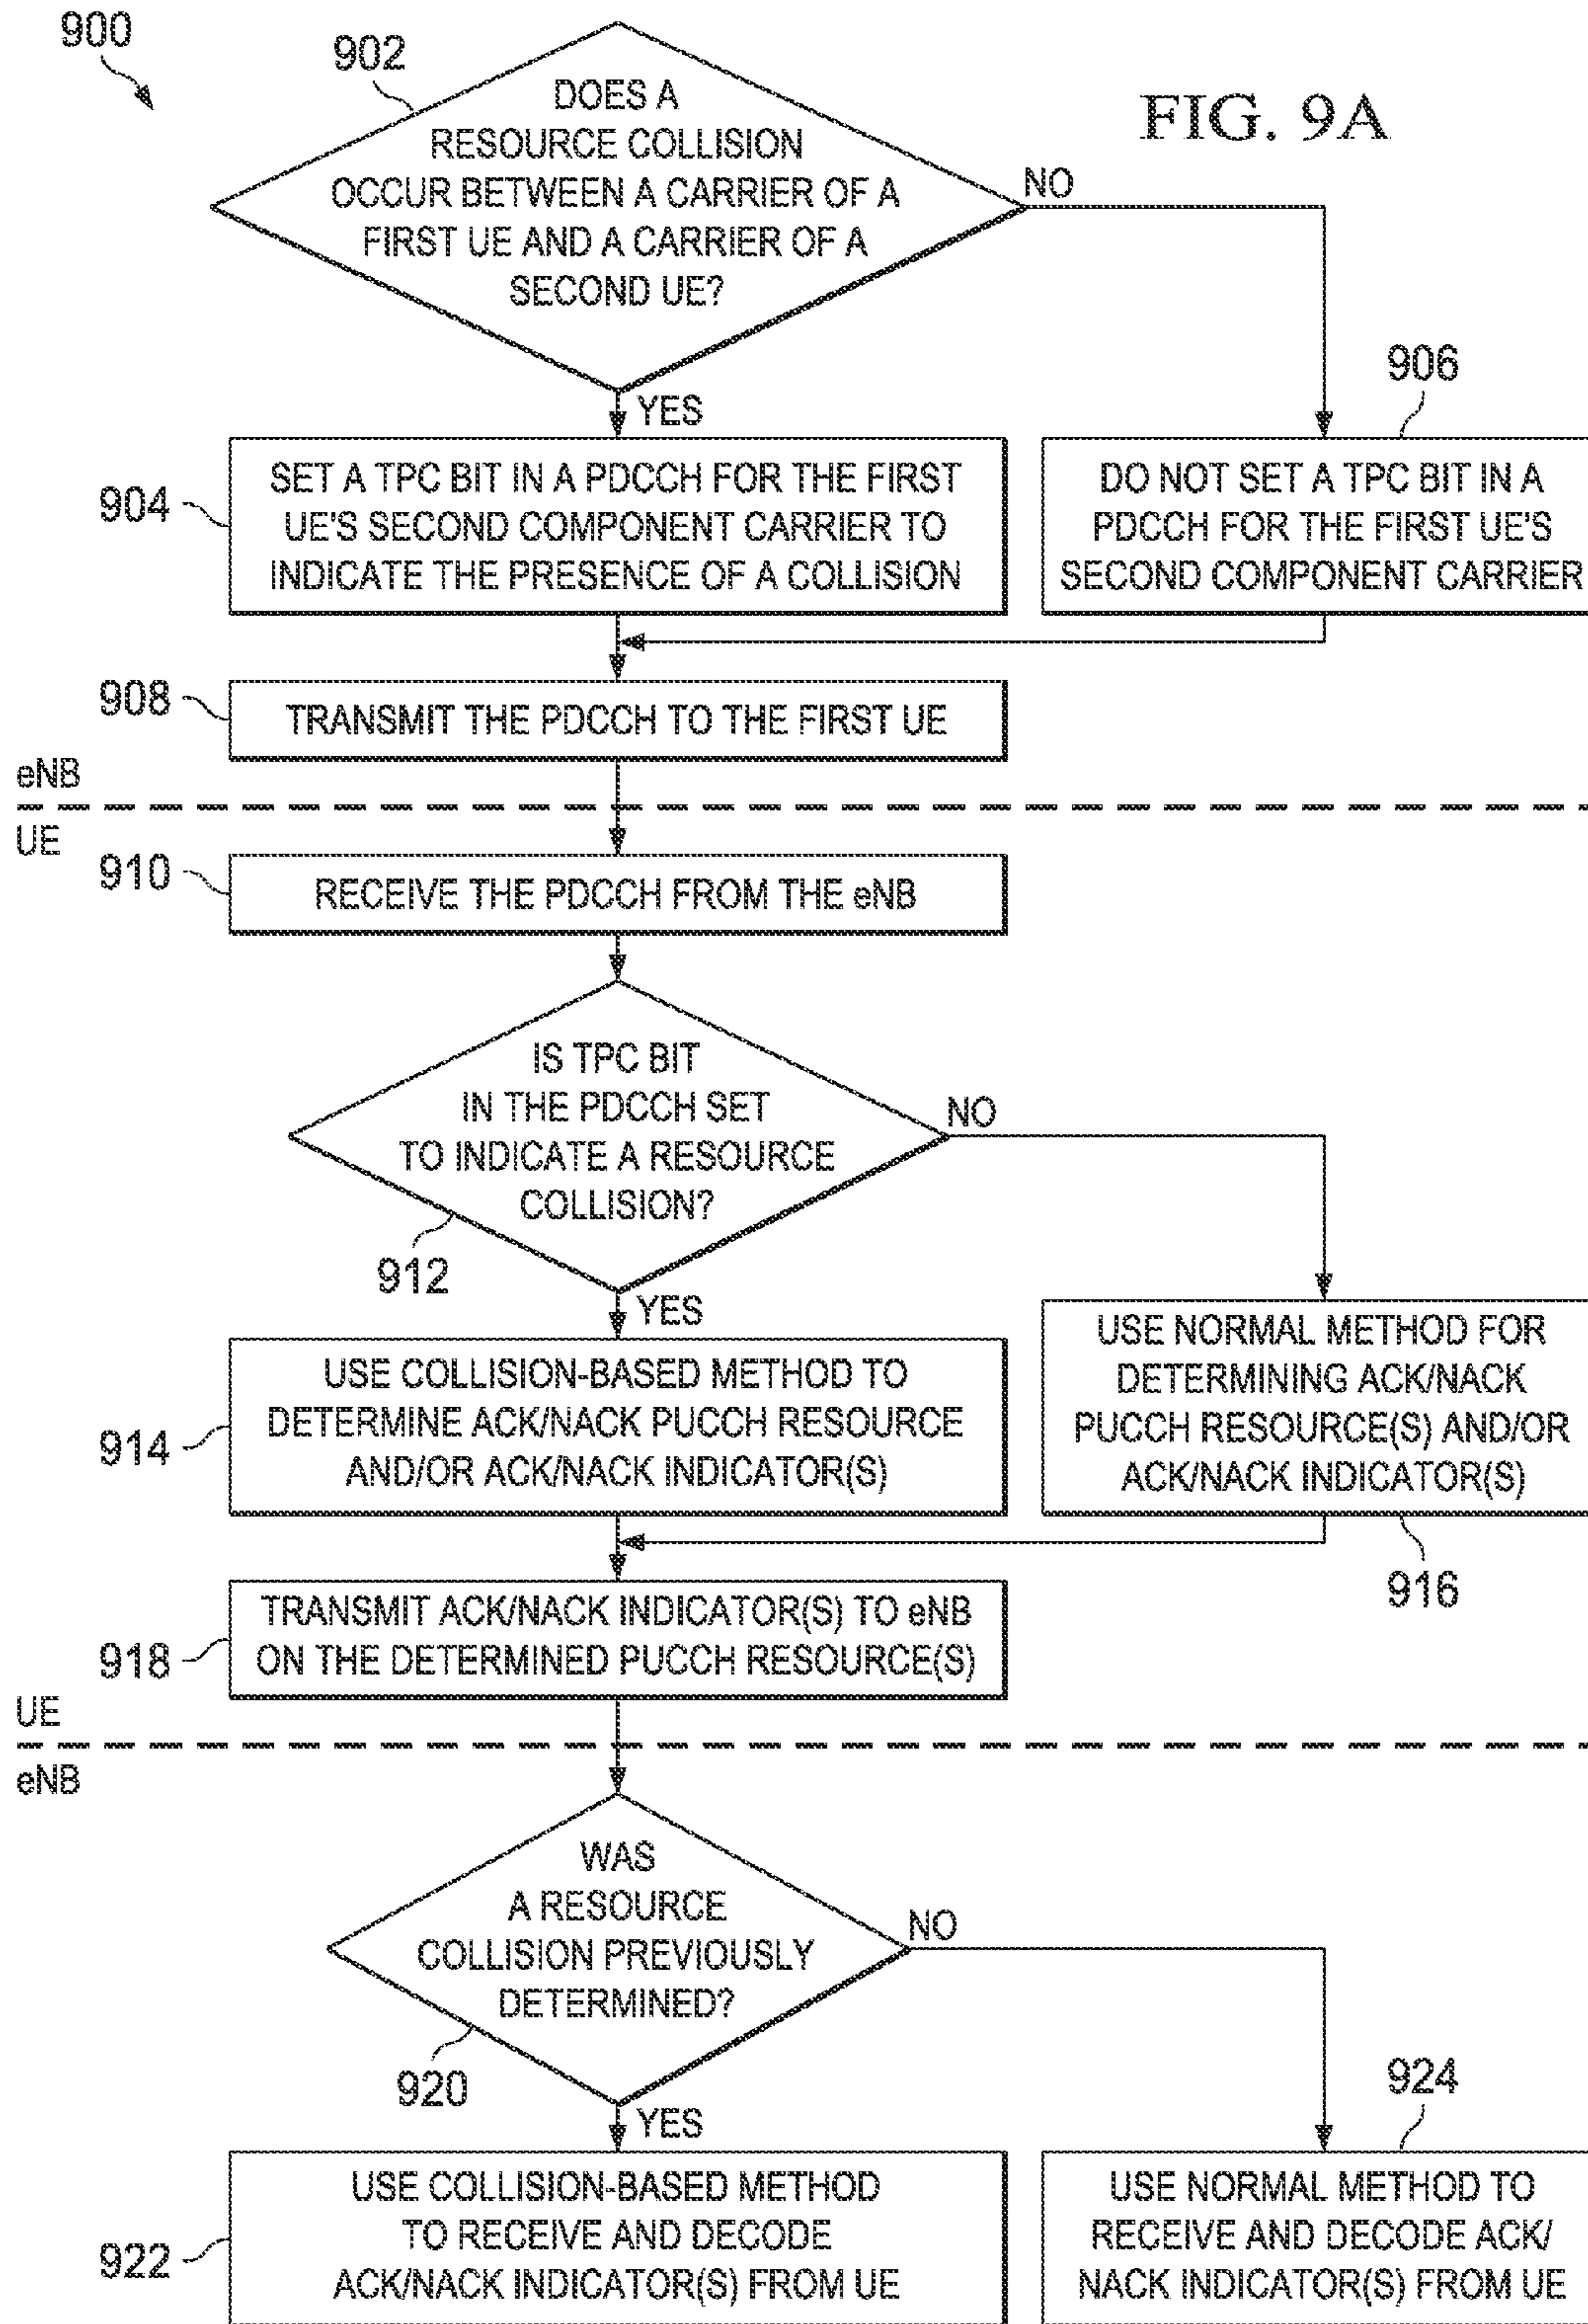 900
902
FIG. 9A
DOES A
RESOURCE COLLISION
OCCUR BETWEEN A CARRIER OF A
FIRST UE AND A CARRIER OF A
SECOND UE?
NO
YES
906
904
SET A TPC BIT IN A PDCCH FOR THE FIRST
UE'S SECOND COMPONENT CARRIER TO
INDICATE THE PRESENCE OF A COLLISION
DO NOT SET A TPC BIT IN A
PDCCH FOR THE FIRST UE'S
SECOND COMPONENT CARRIER
908
TRANSMIT THE PDCCH TO THE FIRST UE
eNB
UE
910
RECEIVE THE PDCCH FROM THE eNB
IS TPC BIT
IN THE PDCCH SET
TO INDICATE A RESOURCE
COLLISION?
NO
912
YES
914
USE COLLISION-BASED METHOD TO
DETERMINE ACK/NACK PUCCH RESOURCE
AND/OR ACK/NACK INDICATOR(S)
USE NORMAL METHOD FOR
DETERMINING ACK/NACK
PUCCH RESOURCE(S) AND/OR
ACK/NACK INDICATOR(S)
916
918
TRANSMIT ACK/NACK INDICATOR(S) TO eNB
ON THE DETERMINED PUCCH RESOURCE(S)
UE
eNB
WAS
A RESOURCE
COLLISION PREVIOUSLY
DETERMINED?
NO
920
YES
924
922
USE COLLISION-BASED METHOD
TO RECEIVE AND DECODE
ACK/NACK INDICATOR(S) FROM UE
USE NORMAL METHOD TO
RECEIVE AND DECODE ACK/
NACK INDICATOR(S) FROM UE